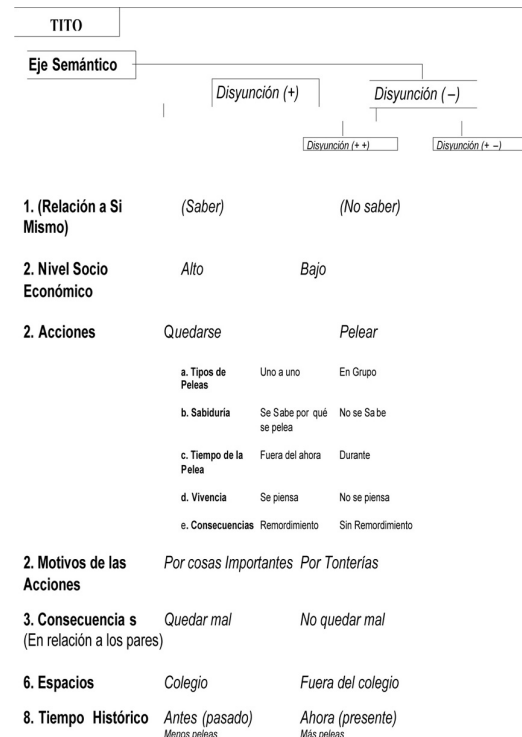 TITO
Eje Semántico
Disyunción (+) Disyunción ( – )
Disyunción (+ +) Disyunción (+ –)
1. (Relación a Si (Saber) (No saber)
Mismo)
2. Nivel Socio Alto Bajo
Económico
2. Acciones Quedarse Pelear
a. Tipos de Uno a uno En Grupo
Peleas
b. Sabiduría Se Sabe por qué No se Sa be
se pelea
c. Tiempo de la Fuera del ahora Durante
Pelea
d. Vivencia Se piensa No se piensa
e. Consecuencias Remordimiento Sin Remordimiento
2. Motivos de las Por cosas Importantes Por Tonterías
Acciones
3. Consecuencia s Quedar mal No quedar mal
(En relación a los pares)
6. Espacios Colegio Fuera del colegio
8. Tiempo Histórico Antes (pasado) Ahora (presente)
Menos peleas Más peleas